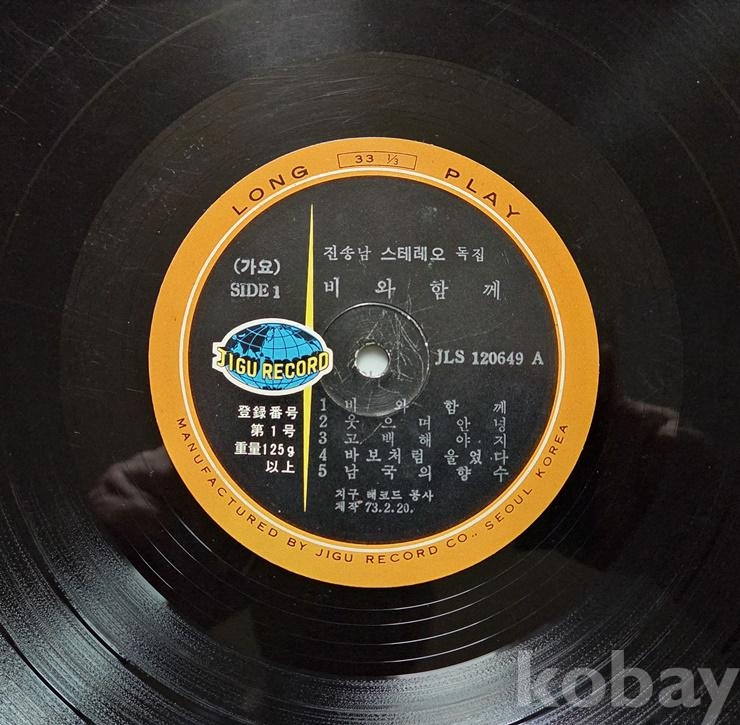 LONG 33 1/3 PLAY
진송남 스테레오 독집
(가요)
SIDE 1
비 와 함 께
JIGU RECORD
JLS 120649 A
登録番号
第1号
重量125g
以上
1 비 와 함 께
2 웃 으 며 안 녕
3 고 백 해 야 지
4 바보처럼 울었다
5 남 국 의 향 수
지구 레코드 공사
제작 73.2.20.
MANUFACTURED BY JIGU RECORD CO., SEOUL KOREA
kobay